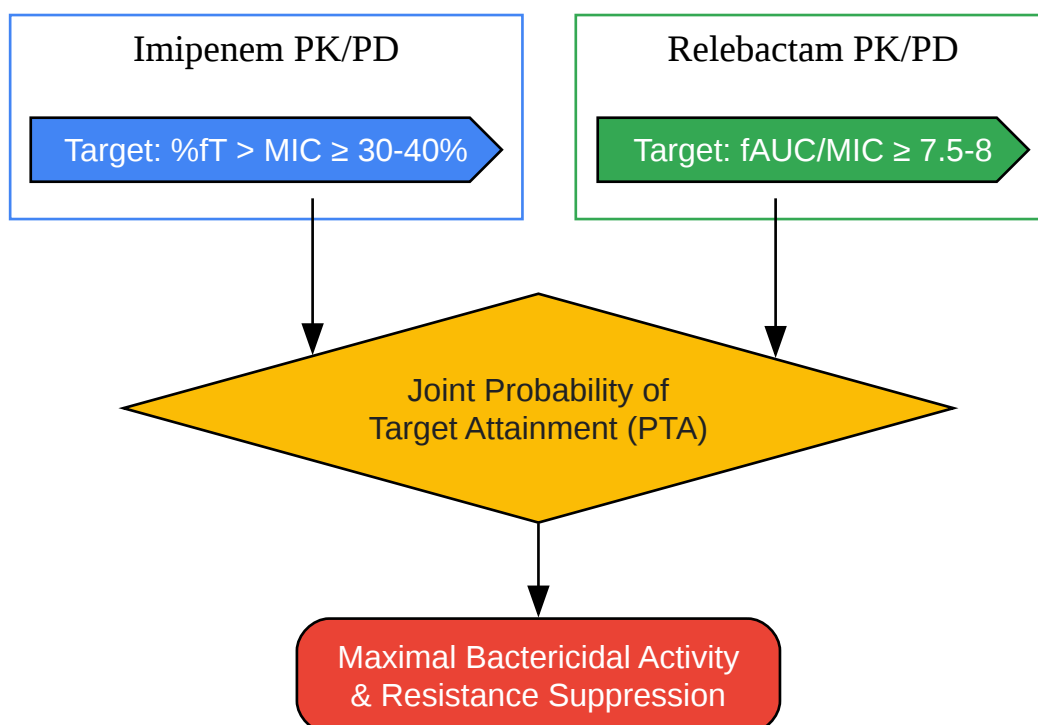 Imipenem PK/PD
Relebactam PK/PD
Target: %fT > MIC ≥ 30-40%
Target: fAUC/MIC ≥ 7.5-8
Joint Probability of
Target Attainment (PTA)
Maximal Bactericidal Activity
& Resistance Suppression